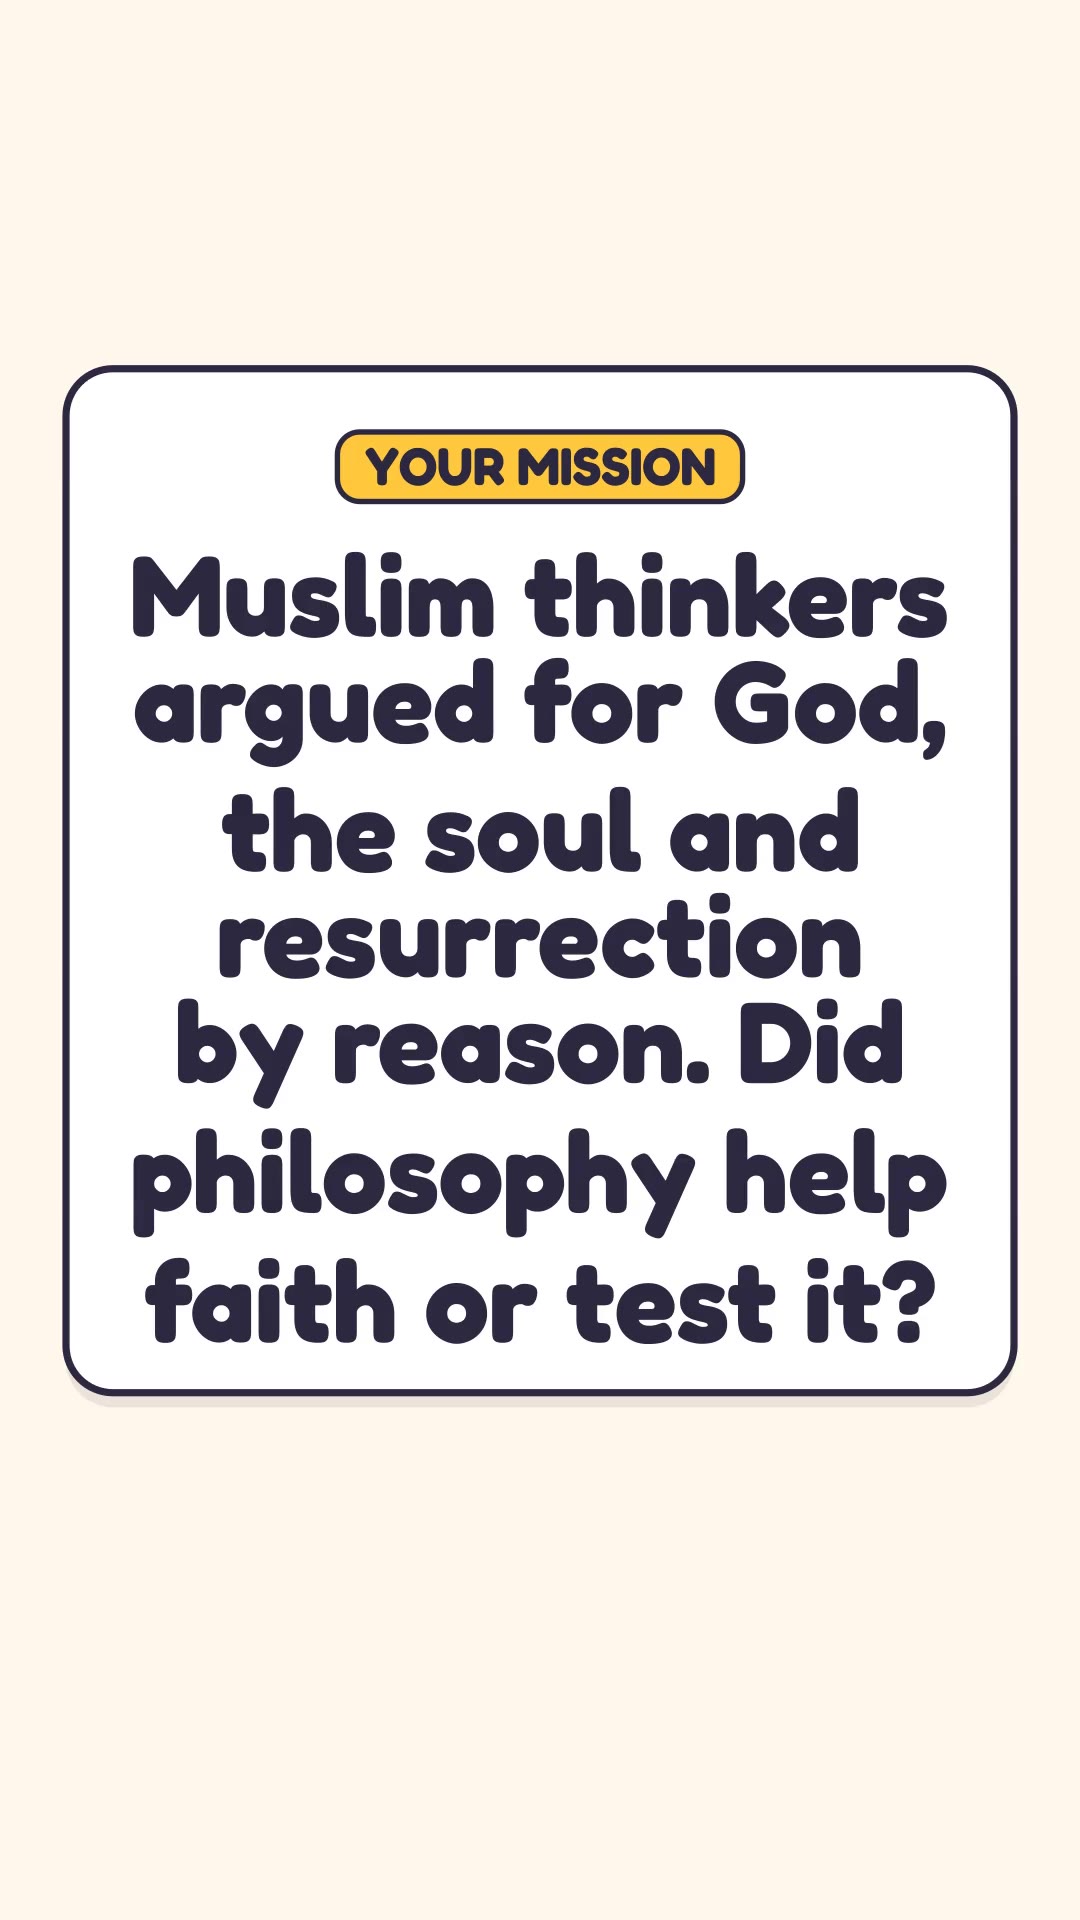 YOUR MISSION
Muslim thinkers
argued for God,
the soul and
resurrection
by reason. Did
philosophy help
faith or test it?